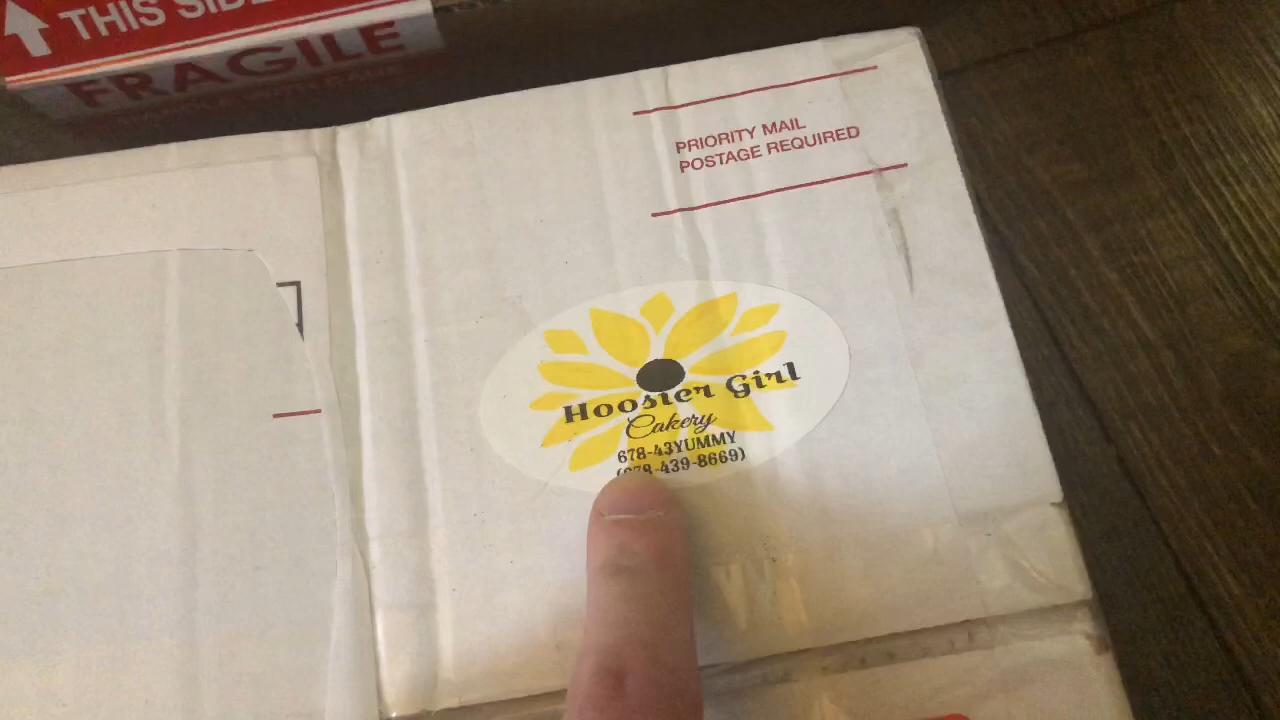 THIS SIDE
FRAGILE
PRIORITY MAIL
POSTAGE REQUIRED
Hoosier Girl
Cakery
678-43YUMMY
(678-439-8669)